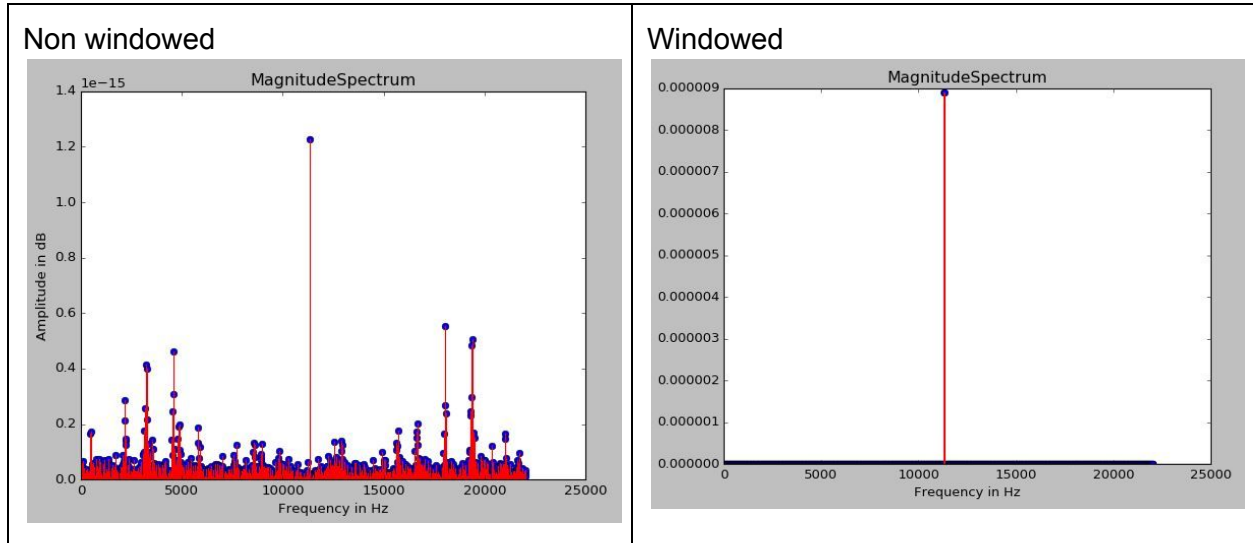 Non windowed
MagnitudeSpectrum
1e−15
1.4
1.2
1.0
0.8
0.6
0.4
0.2
0.0
Amplitude in dB
0 5000 10000 15000 20000 25000
Frequency in Hz
Windowed
MagnitudeSpectrum
0.000009
0.000008
0.000007
0.000006
0.000005
0.000004
0.000003
0.000002
0.000001
0.000000
0 5000 10000 15000 20000 25000
Frequency in Hz